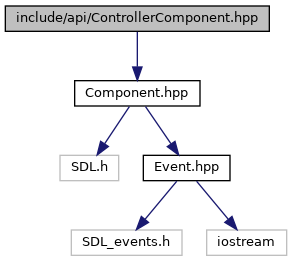 include/api/ControllerComponent.hpp
Component.hpp
SDL.h
Event.hpp
SDL_events.h
iostream